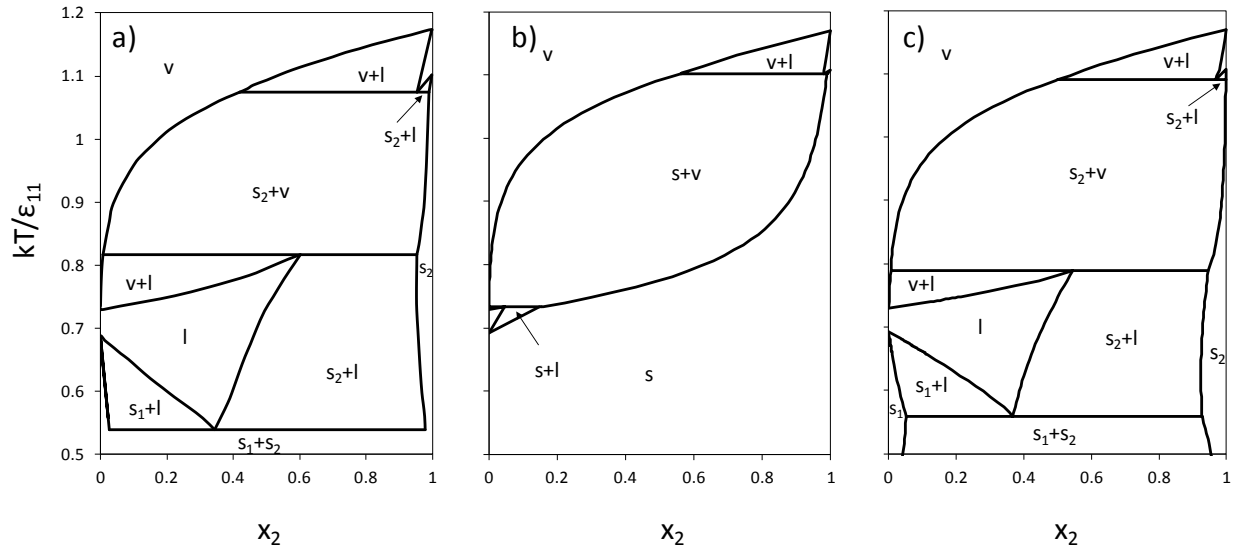 a)
v
v+l
s₂+l
s₂+v
s₂
v+l
l
s₂+l
s₁+l
s₁+s₂
kT/ε₁₁
1.2
1.1
1
0.9
0.8
0.7
0.6
0.5
0
0.2
0.4
0.6
0.8
1
x₂
b)
v
v+l
s+v
s+l
s
0
0.2
0.4
0.6
0.8
1
x₂
c)
v
v+l
s₂+l
s₂+v
v+l
l
s₂+l
s₂
s₁+l
s₁
s₁+s₂
0
0.2
0.4
0.6
0.8
1
x₂